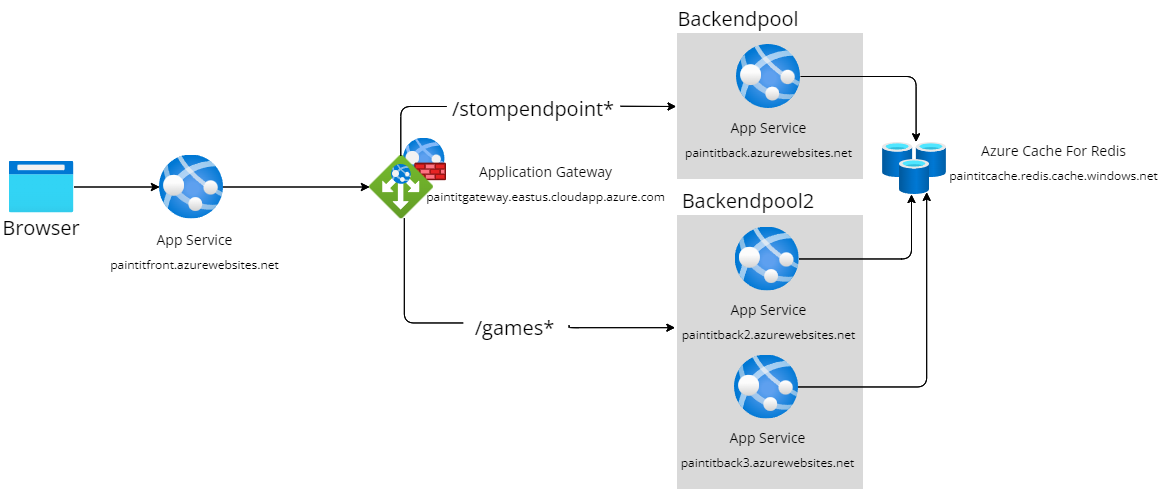 Browser
App Service
paintitfront.azurewebsites.net
/stompendpoint*
Application Gateway
paintitgateway.eastus.cloudapp.azure.com
/games*
Backendpool
App Service
paintitback.azurewebsites.net
Backendpool2
App Service
paintitback2.azurewebsites.net
App Service
paintitback3.azurewebsites.net
Azure Cache For Redis
paintitcache.redis.cache.windows.net